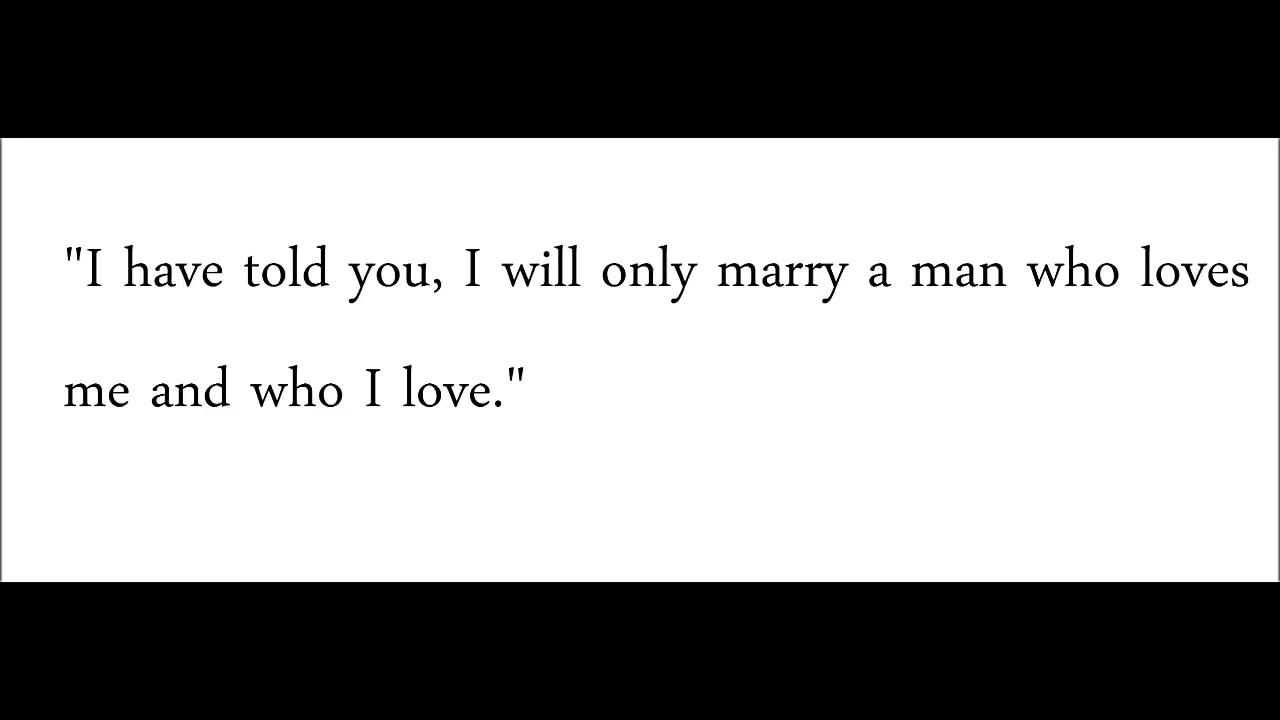 "I have told you, I will only marry a man who loves
me and who I love."